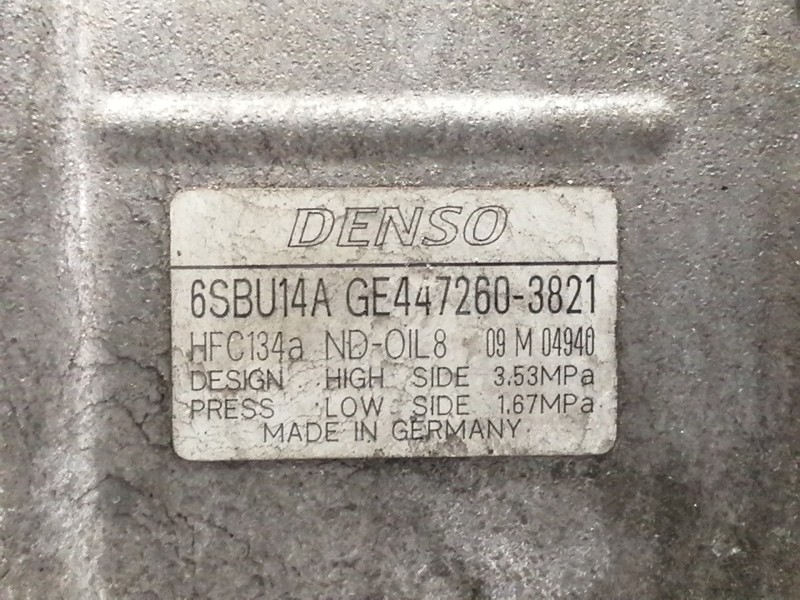 DENSO
6SBU14A GE447260-3821
HFC134a ND-OIL8 09 M 04940
DESIGN HIGH SIDE 3.53MPa
PRESS LOW SIDE 1.67MPa
MADE IN GERMANY